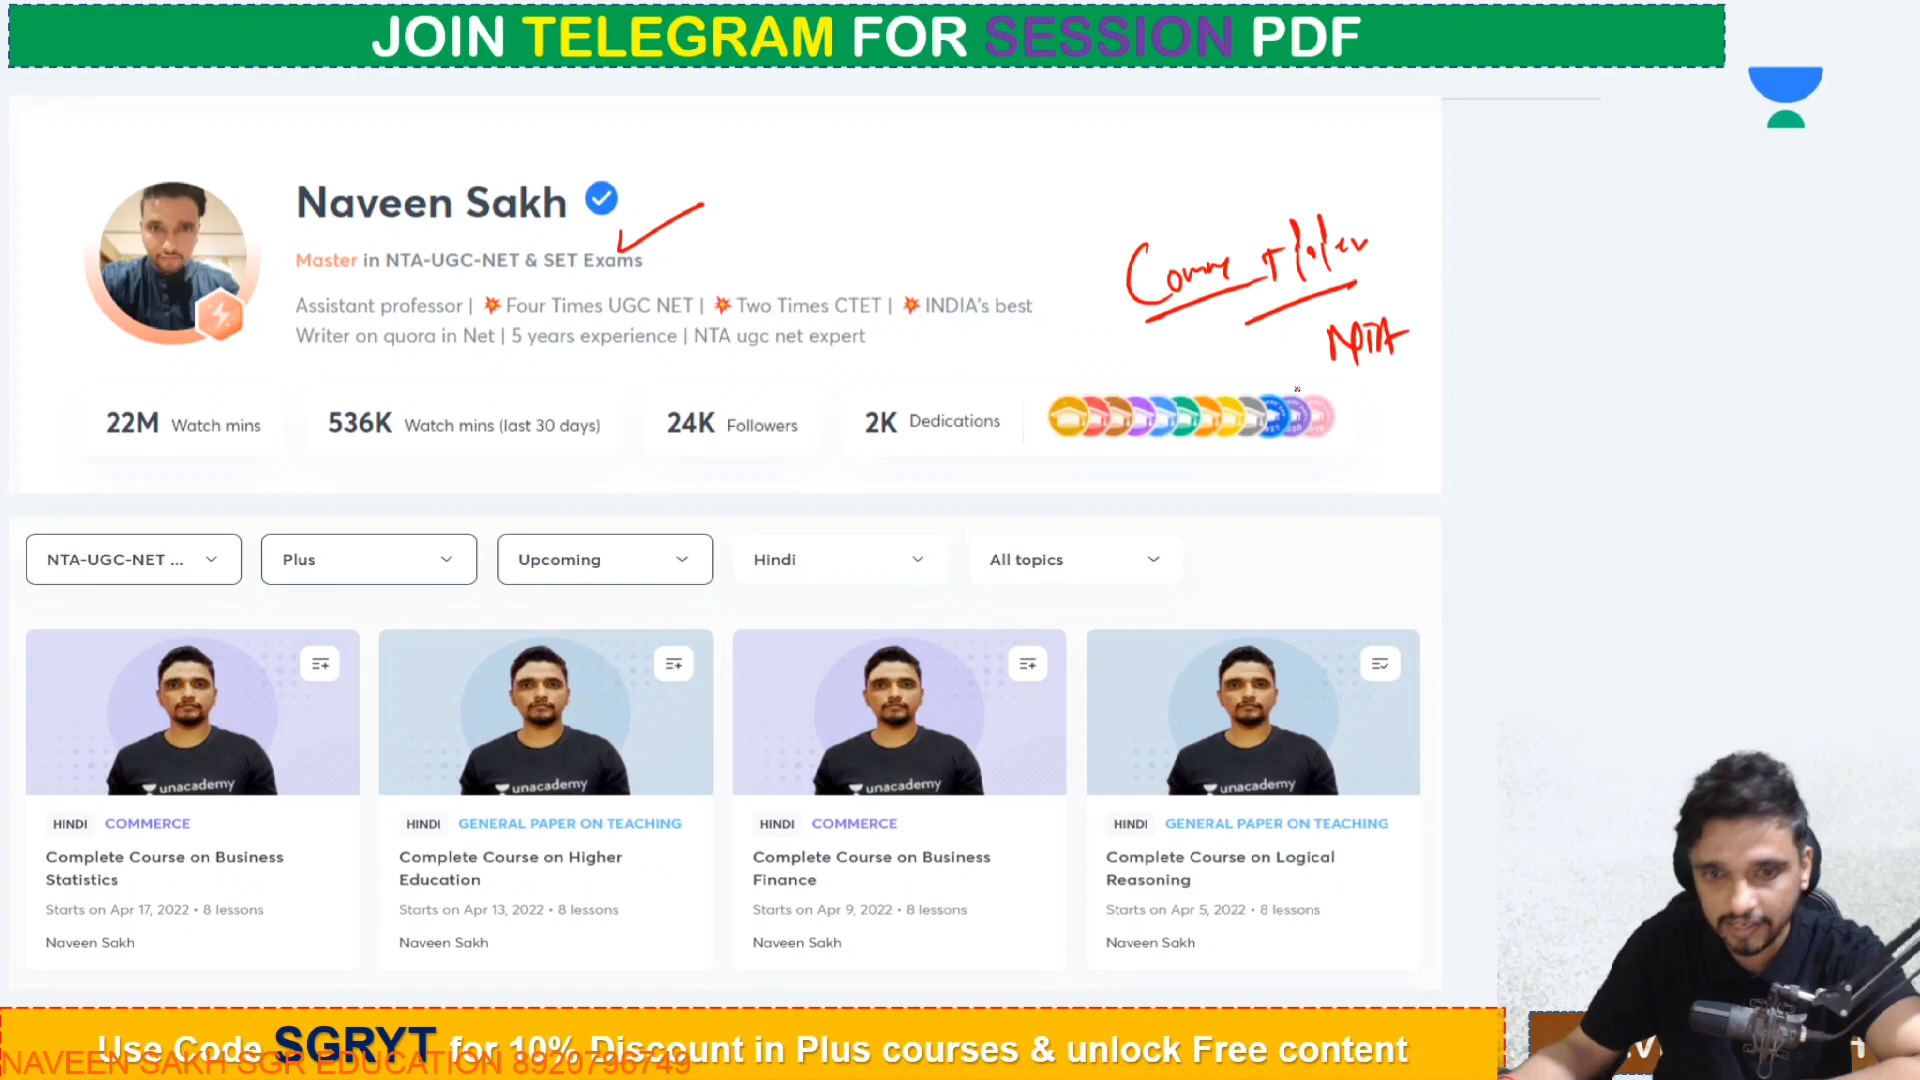 JOIN TELEGRAM FOR SESSION PDF
Naveen Sakh
Master in NTA-UGC-NET & SET Exams
Assistant professor | 💥 Four Times UGC NET | 💥 Two Times CTET | 💥 INDIA's best
Writer on quora in Net | 5 years experience | NTA ugc net expert
NTA
22M Watch mins
536K Watch mins (last 30 days)
24K Followers
2K Dedications
NTA-UGC-NET ...
Plus
Upcoming
Hindi
All topics
unacademy
HINDI COMMERCE
Complete Course on Business
Statistics
Starts on Apr 17, 2022 • 8 lessons
Naveen Sakh
unacademy
HINDI GENERAL PAPER ON TEACHING
Complete Course on Higher
Education
Starts on Apr 13, 2022 • 8 lessons
Naveen Sakh
unacademy
HINDI COMMERCE
Complete Course on Business
Finance
Starts on Apr 9, 2022 • 8 lessons
Naveen Sakh
unacademy
HINDI GENERAL PAPER ON TEACHING
Complete Course on Logical
Reasoning
Starts on Apr 5, 2022 • 8 lessons
Naveen Sakh
Use Code SGRYT for 10% Discount in Plus courses & unlock Free content
NAVEEN SAKH SGR EDUCATION 8920796749